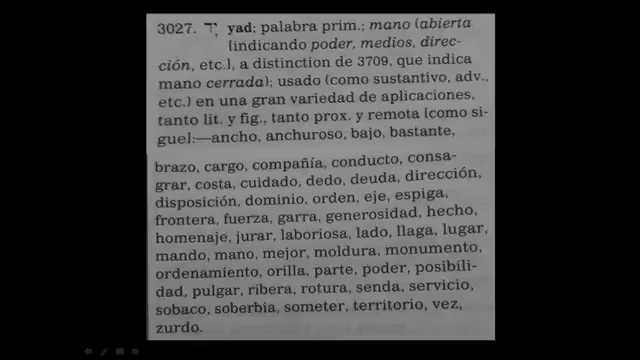 3027. יָד yad; palabra prim.; mano (abierta
[indicando poder, medios, direc-
ción, etc.], a distinction de 3709, que indica
mano cerrada); usado (como sustantivo, adv.,
etc.) en una gran variedad de aplicaciones,
tanto lit. y fig., tanto prox. y remota [como si-
gue]:—ancho, anchuroso, bajo, bastante,
brazo, cargo, compañía, conducto, consa-
grar, costa, cuidado, dedo, deuda, dirección,
disposición, dominio, orden, eje, espiga,
frontera, fuerza, garra, generosidad, hecho,
homenaje, jurar, laboriosa, lado, llaga, lugar,
mando, mano, mejor, moldura, monumento,
ordenamiento, orilla, parte, poder, posibili-
dad, pulgar, ribera, rotura, senda, servicio,
sobaco, soberbia, someter, territorio, vez,
zurdo.